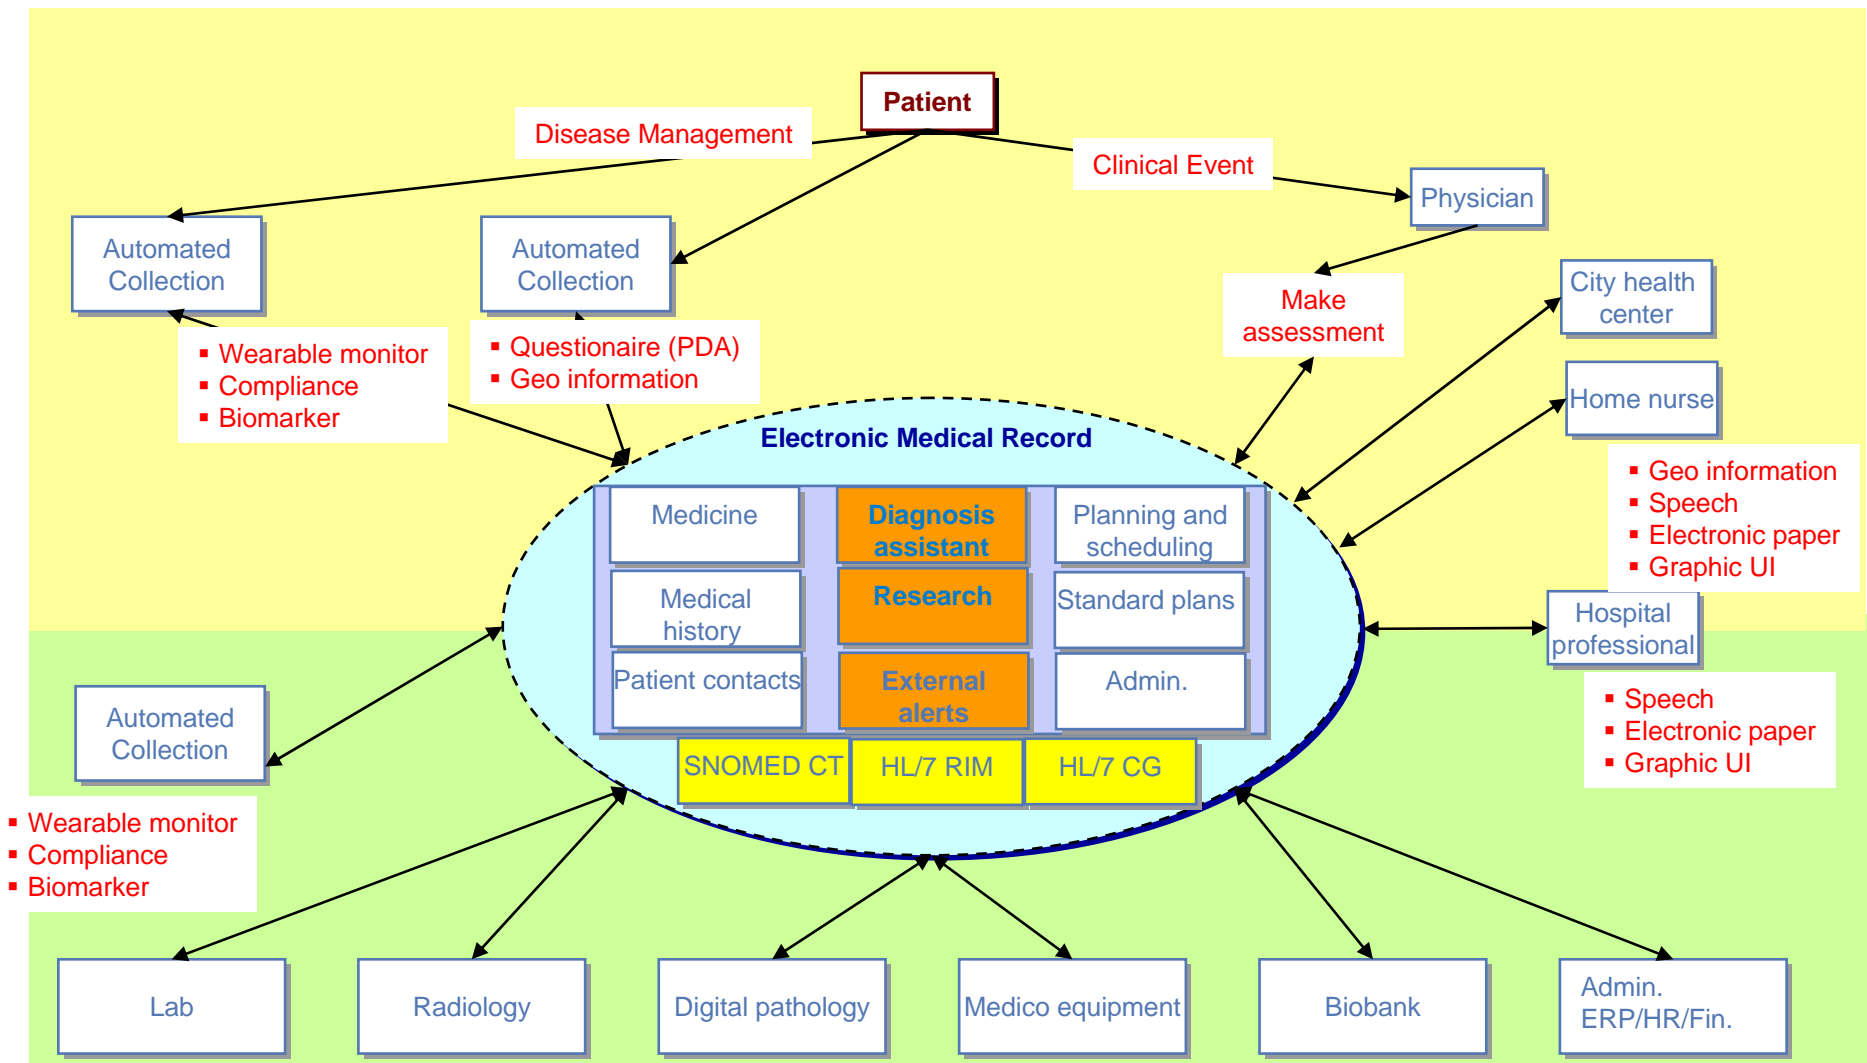 Patient
Disease Management
Clinical Event
Physician
Automated
Collection
Automated
Collection
City health
center
Make
assessment
▪ Wearable monitor
▪ Compliance
▪ Biomarker
▪ Questionaire (PDA)
▪ Geo information
Home nurse
Electronic Medical Record
▪ Geo information
▪ Speech
▪ Electronic paper
▪ Graphic UI
Medicine
Diagnosis
assistant
Planning and
scheduling
Medical
history
Research
Standard plans
Hospital
professional
Patient contacts
External
alerts
Admin.
Automated
Collection
▪ Speech
▪ Electronic paper
▪ Graphic UI
SNOMED CT
HL/7 RIM
HL/7 CG
▪ Wearable monitor
▪ Compliance
▪ Biomarker
Lab
Radiology
Digital pathology
Medico equipment
Biobank
Admin.
ERP/HR/Fin.